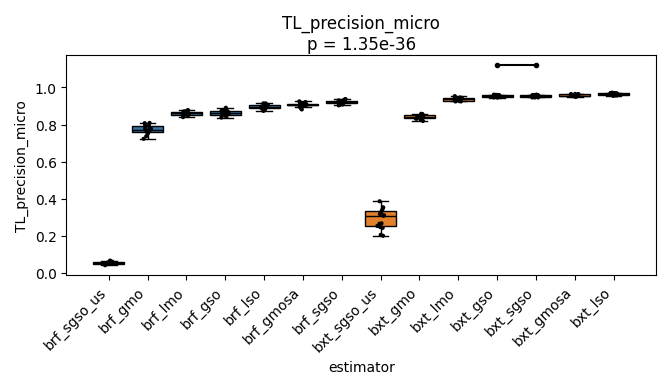 TL_precision_micro
p = 1.35e-36
TL_precision_micro
1.0
0.8
0.6
0.4
0.2
0.0
brf_sgso_us
brf_gmo
brf_lmo
brf_gso
brf_lso
brf_gmosa
brf_sgso
bxt_sgso_us
bxt_gmo
bxt_lmo
bxt_gso
bxt_sgso
bxt_gmosa
bxt_lso
estimator